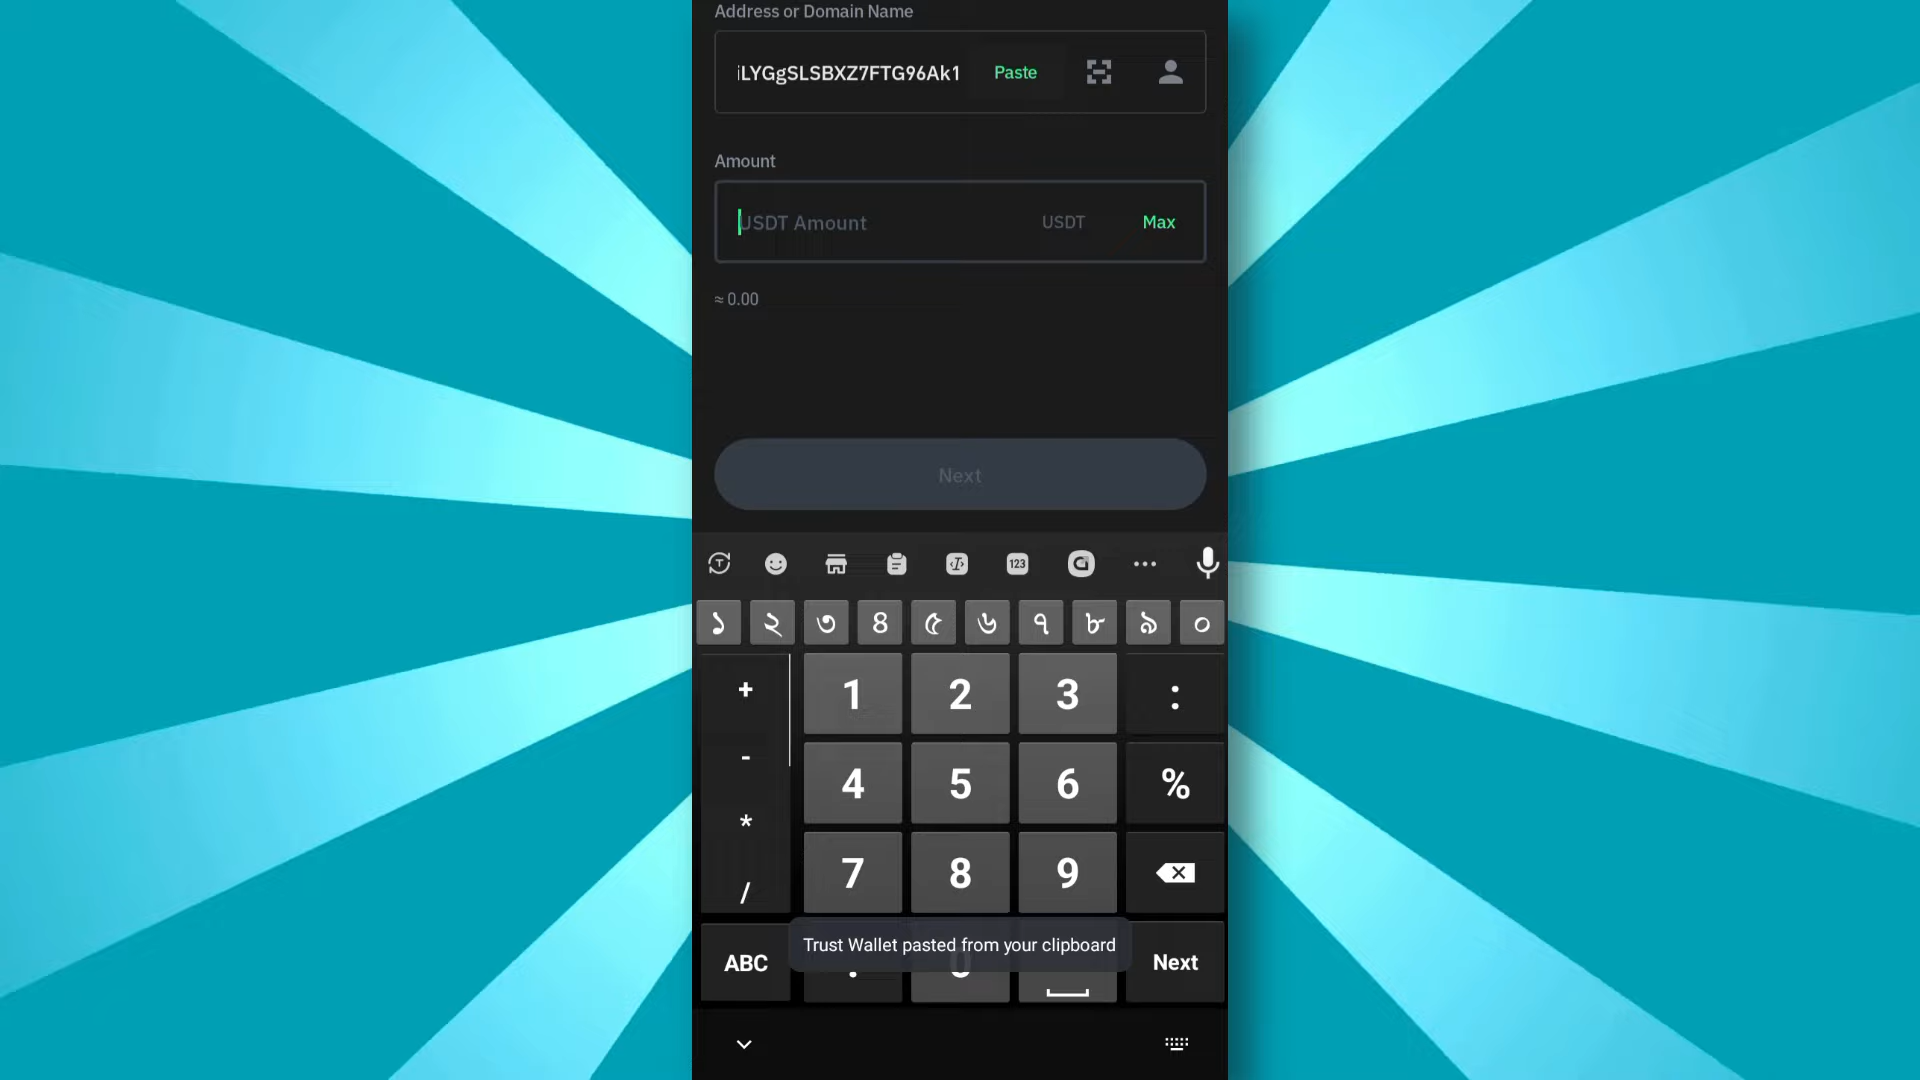 Address or Domain Name
iLYGgSLSBXZ7FTG96Ak1 Paste
Amount
USDT Amount USDT Max
≈ 0.00
Next
123 G
১ ২ ৩ ৪ ৫ ৬ ৭ ৮ ৯ ০
+ 1 2 3 :
- 4 5 6 %
*
/ 7 8 9
Trust Wallet pasted from your clipboard
ABC . 0 Next